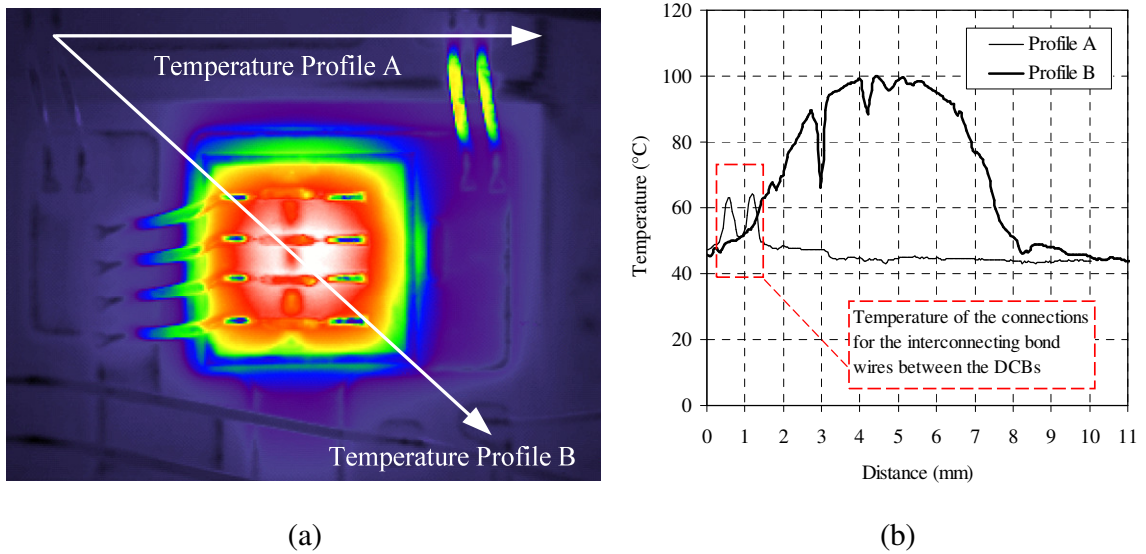 Temperature Profile A
Temperature Profile B
(a)
120
100
80
60
40
20
0
0 1 2 3 4 5 6 7 8 9 10 11
Temperature (°C)
Distance (mm)
Profile A
Profile B
Temperature of the connections
for the interconnecting bond
wires between the DCBs
(b)